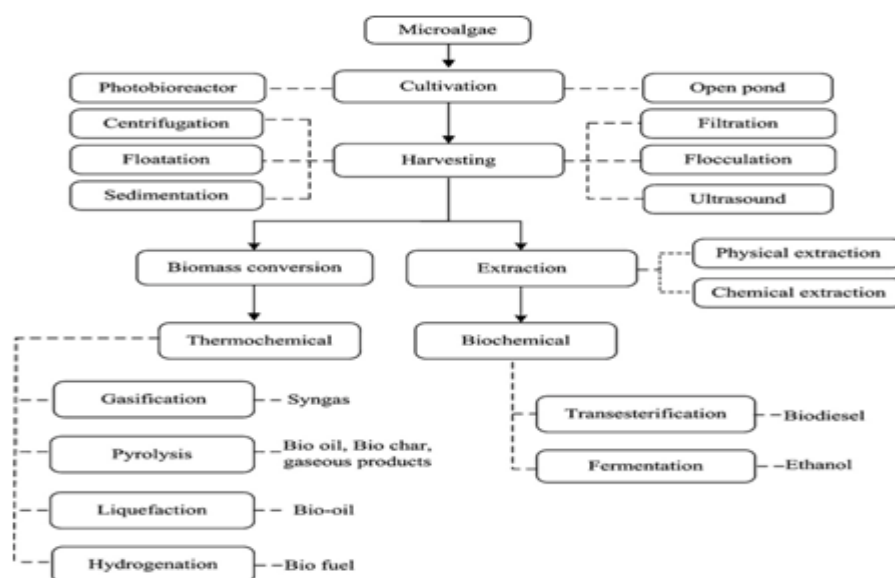 Microalgae
Photobioreactor
Cultivation
Open pond
Centrifugation
Filtration
Floatation
Harvesting
Flocculation
Sedimentation
Ultrasound
Biomass conversion
Extraction
Physical extraction
Chemical extraction
Thermochemical
Biochemical
Gasification
Syngas
Transesterification
Biodiesel
Pyrolysis
Bio oil, Bio char,
gaseous products
Fermentation
Ethanol
Liquefaction
Bio-oil
Hydrogenation
Bio fuel